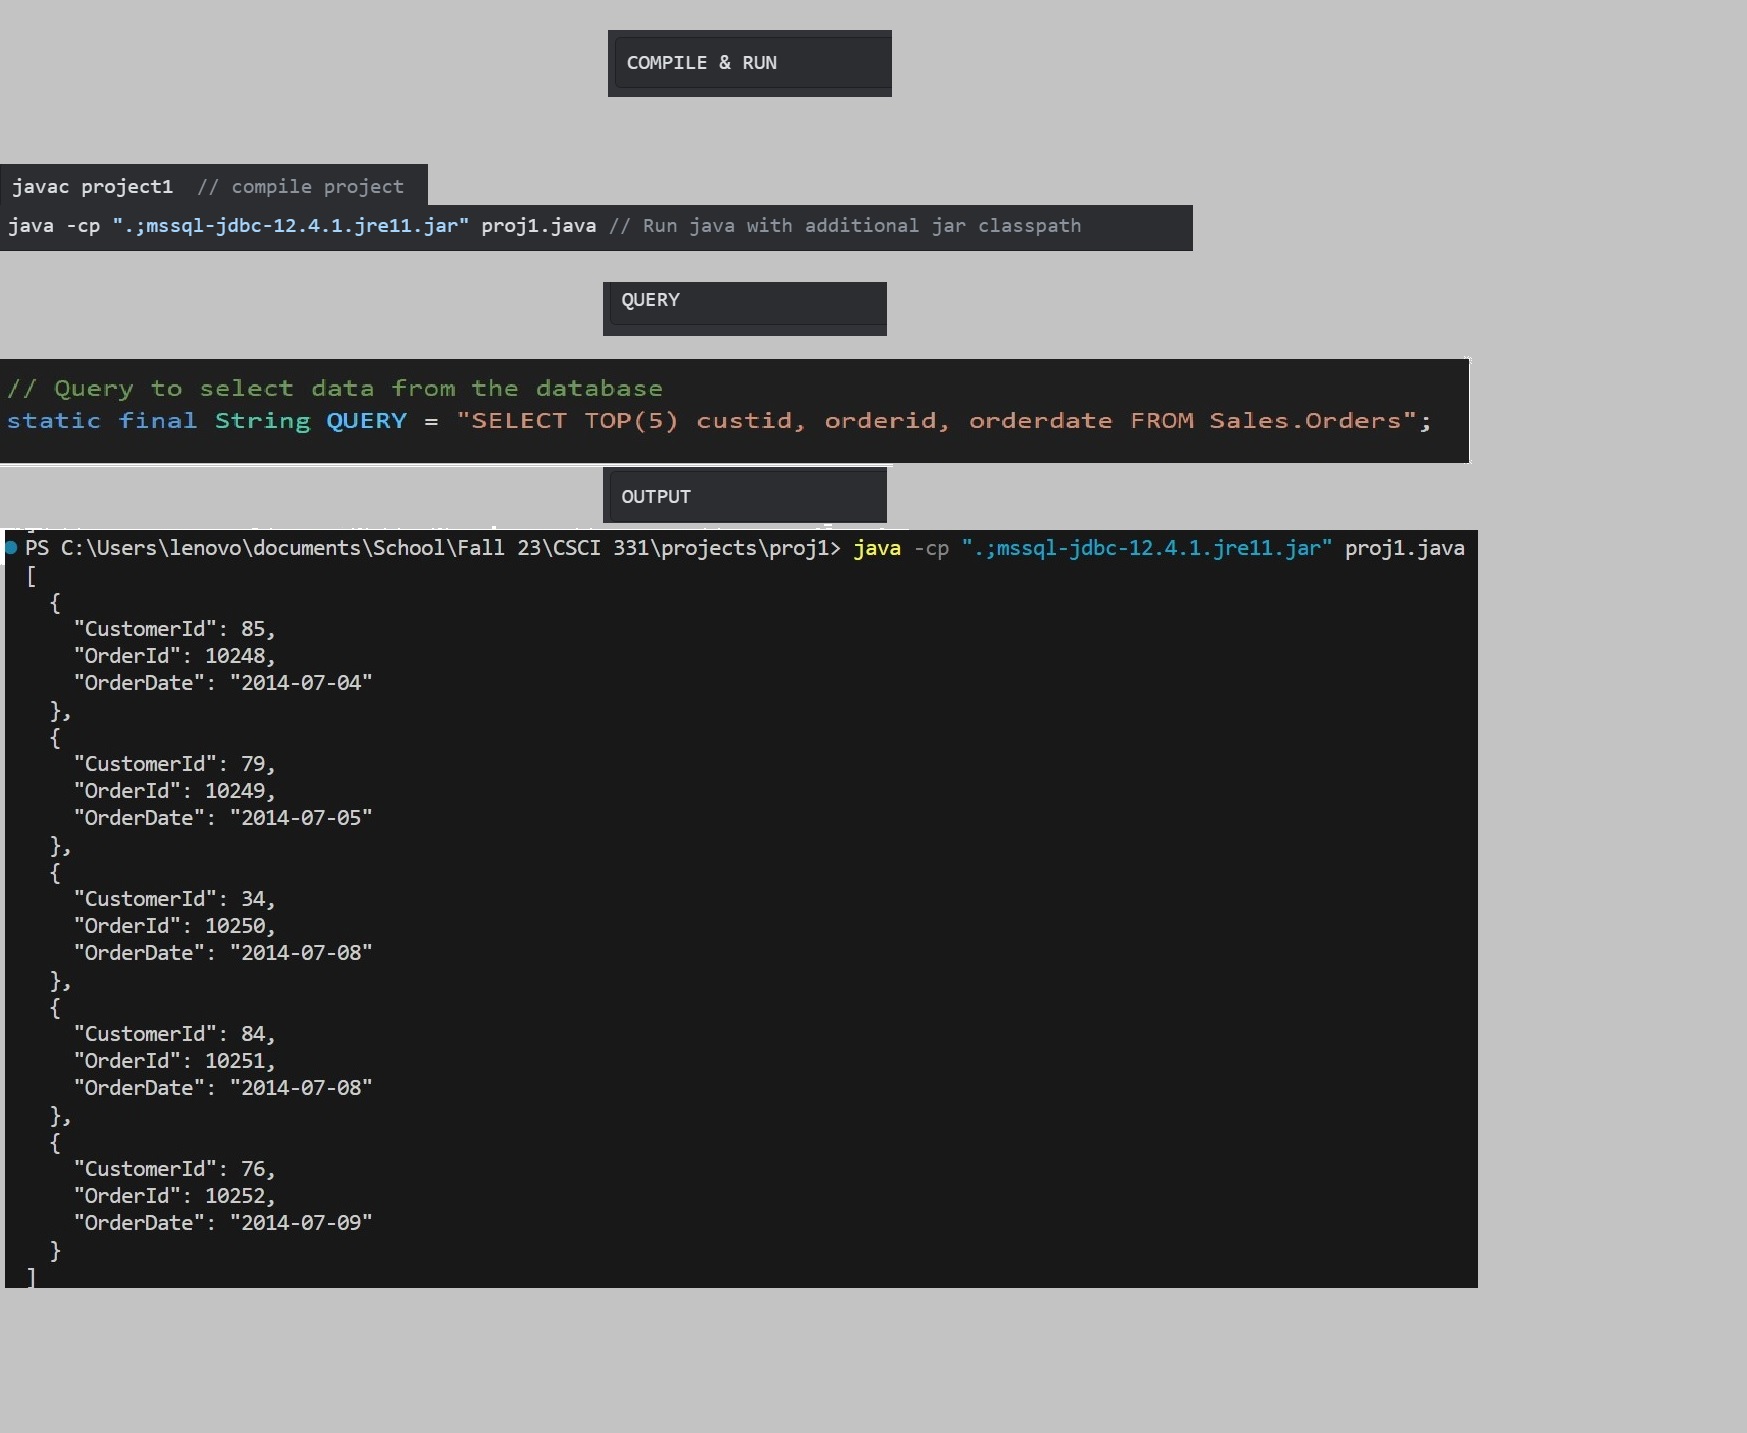 COMPILE & RUN
javac project1  // compile project
java -cp ".;mssql-jdbc-12.4.1.jre11.jar" proj1.java // Run java with additional jar classpath
QUERY
// Query to select data from the database
static final String QUERY = "SELECT TOP(5) custid, orderid, orderdate FROM Sales.Orders";
OUTPUT
PS C:\Users\lenovo\documents\School\Fall 23\CSCI 331\projects\proj1> java -cp ".;mssql-jdbc-12.4.1.jre11.jar" proj1.java
[
  {
    "CustomerId": 85,
    "OrderId": 10248,
    "OrderDate": "2014-07-04"
  },
  {
    "CustomerId": 79,
    "OrderId": 10249,
    "OrderDate": "2014-07-05"
  },
  {
    "CustomerId": 34,
    "OrderId": 10250,
    "OrderDate": "2014-07-08"
  },
  {
    "CustomerId": 84,
    "OrderId": 10251,
    "OrderDate": "2014-07-08"
  },
  {
    "CustomerId": 76,
    "OrderId": 10252,
    "OrderDate": "2014-07-09"
  }
]